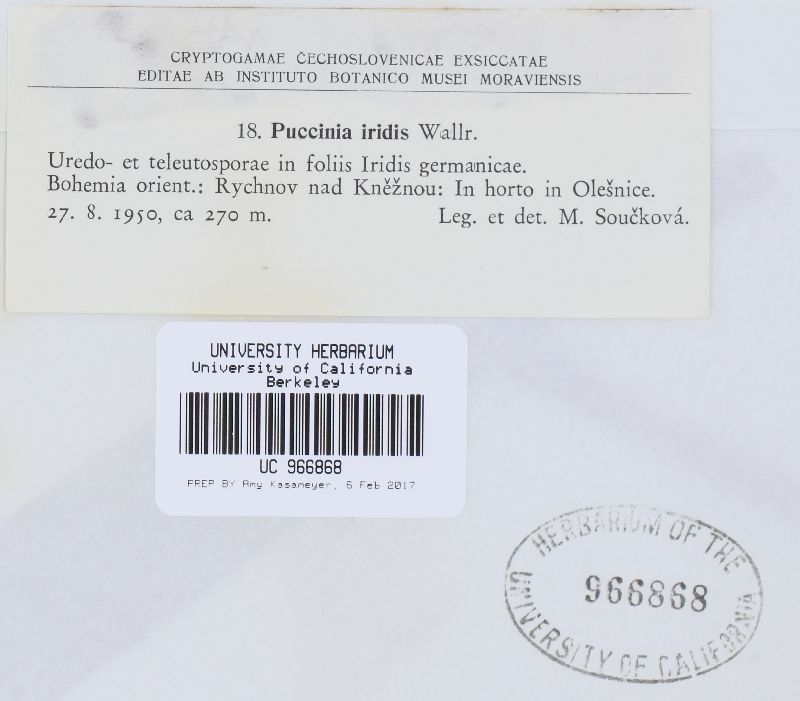 CRYPTOGAMAE ČECHOSLOVENICAE EXSICCATAE
EDITAE AB INSTITUTO BOTANICO MUSEI MORAVIENSIS
18. Puccinia iridis Wallr.
Uredo- et teleutosporae in foliis Iridis germanicae.
Bohemia orient.: Rychnov nad Kněžnou: In horto in Olešnice.
27. 8. 1950, ca 270 m. Leg. et det. M. Součková.
UNIVERSITY HERBARIUM
University of California
Berkeley
UC 966868
PREP BY Amy Kasameyer, 6 Feb 2017
HERBARIUM OF THE
966868
UNIVERSITY OF CALIFORNIA